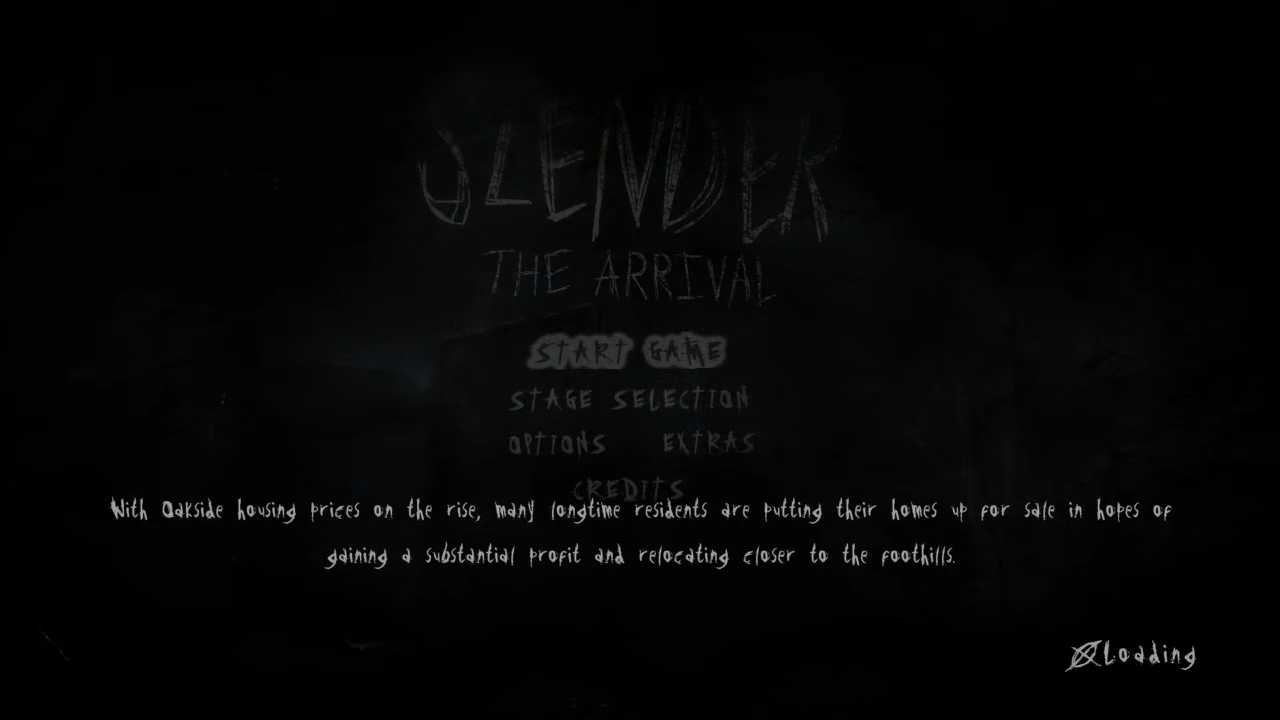 SLENDER
THE ARRIVAL
START GAME
STAGE SELECTION
OPTIONS EXTRAS
CREDITS
With Oakside housing prices on the rise, many longtime residents are putting their homes up for sale in hopes of
gaining a substantial profit and relocating closer to the foothills.
Loading